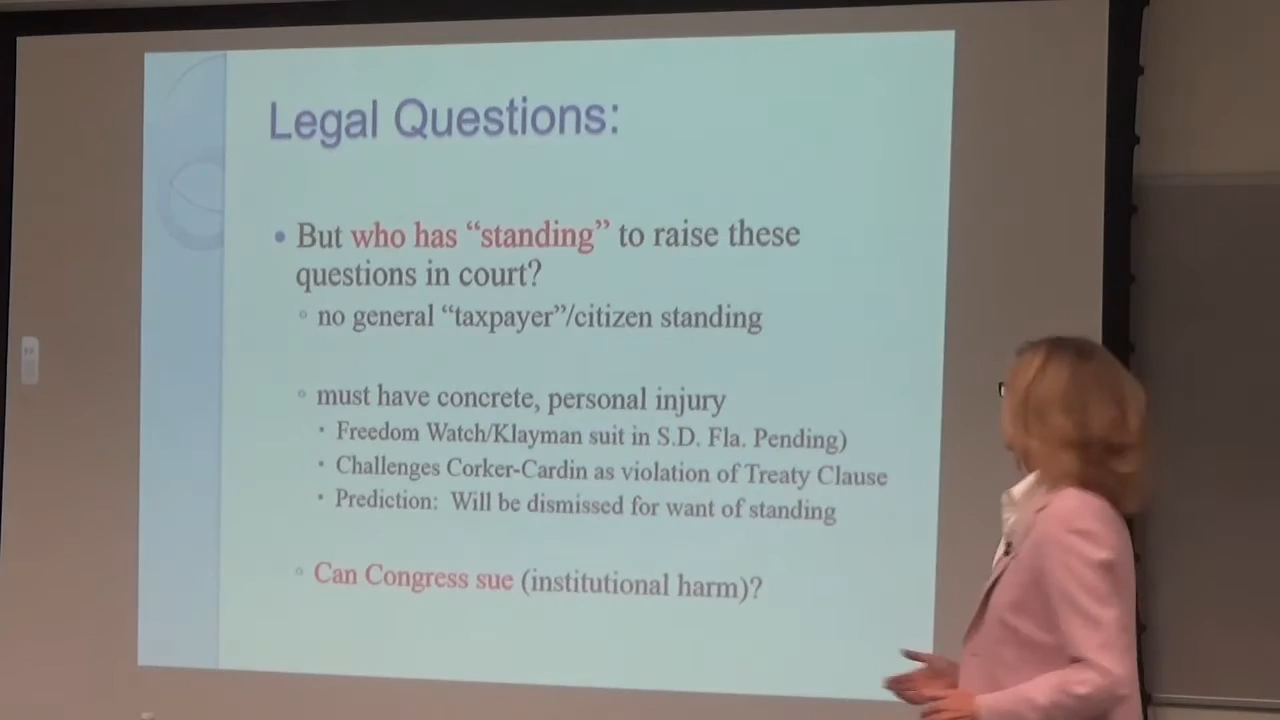 Legal Questions:
• But who has “standing” to raise these
questions in court?
◦ no general “taxpayer”/citizen standing
◦ must have concrete, personal injury
• Freedom Watch/Klayman suit in S.D. Fla. Pending)
• Challenges Corker-Cardin as violation of Treaty Clause
• Prediction: Will be dismissed for want of standing
◦ Can Congress sue (institutional harm)?